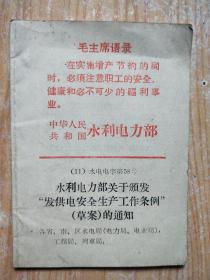 毛主席语录
在实施增产节约的同
时，必须注意职工的安全、
健康和必不可少的福利事
业。
中华人民
共和国 水利电力部
(11) 水电电字第58号
水利电力部关于颁发
“发供电安全生产工作条例”
（草案）的通知
各省、市、区水电局（电力局、电业局）、
工程局、列电局：